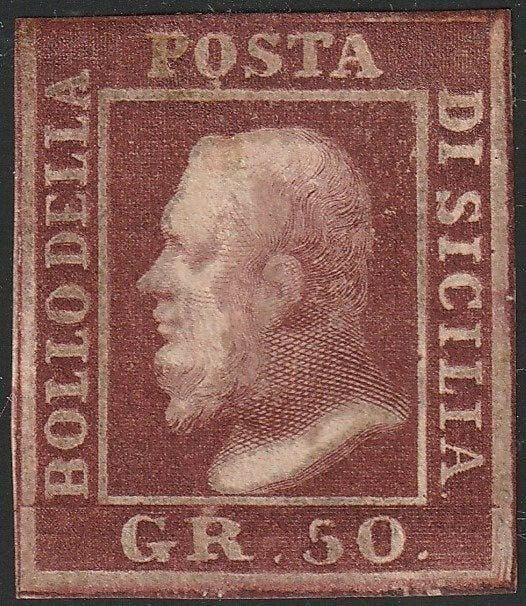 BOLLO DELLA
POSTA
DI SICILIA
GR. 50.